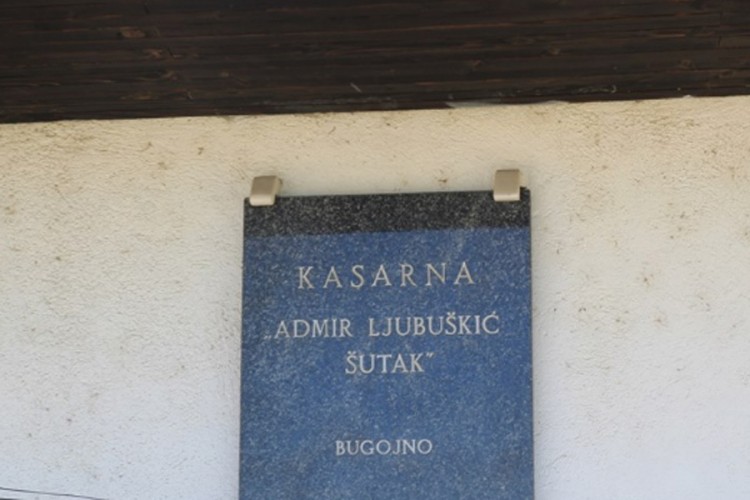 KASARNA
„ADMIR LJUBUŠKIĆ
ŠUTAK"
BUGOJNO